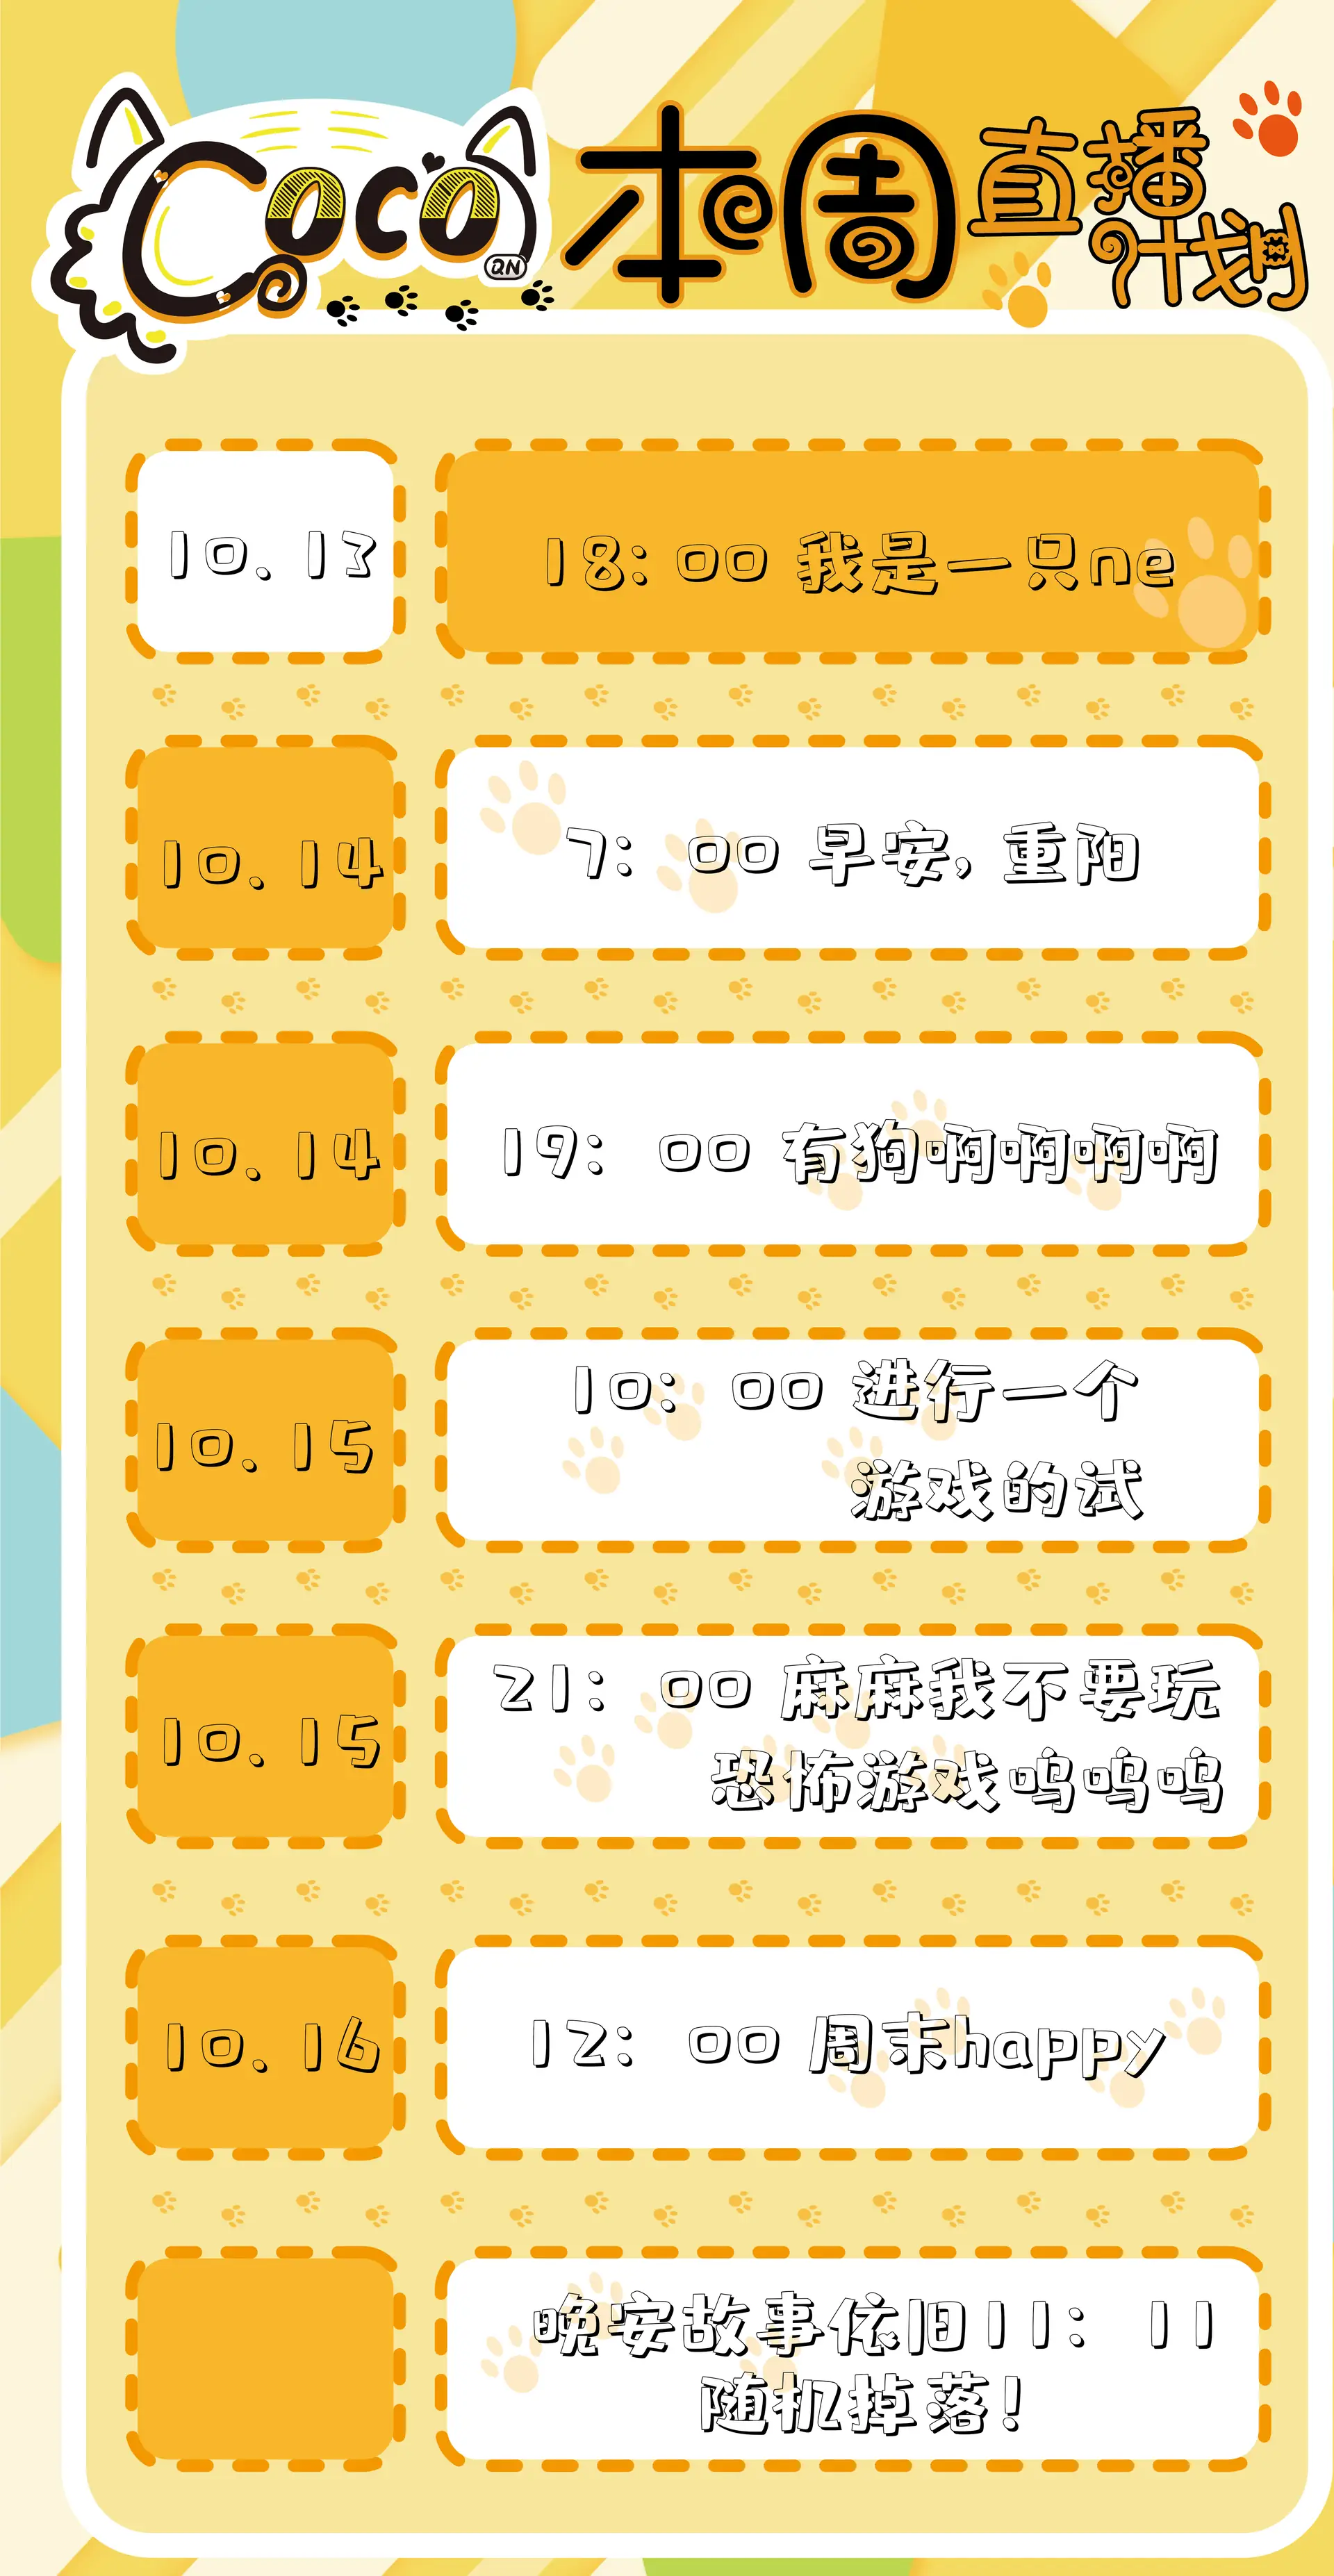 Coco
QN
本周直播计划
10.13
18:00 我是一只ne
10.14
7: 00 早安,重阳
10.14
19: 00 有狗啊啊啊啊
10.15
10: 00 进行一个
游戏的试
10.15
21: 00 麻麻我不要玩
恐怖游戏呜呜呜
10.16
12: 00 周末happy
晚安故事依旧11: 11
随机掉落!